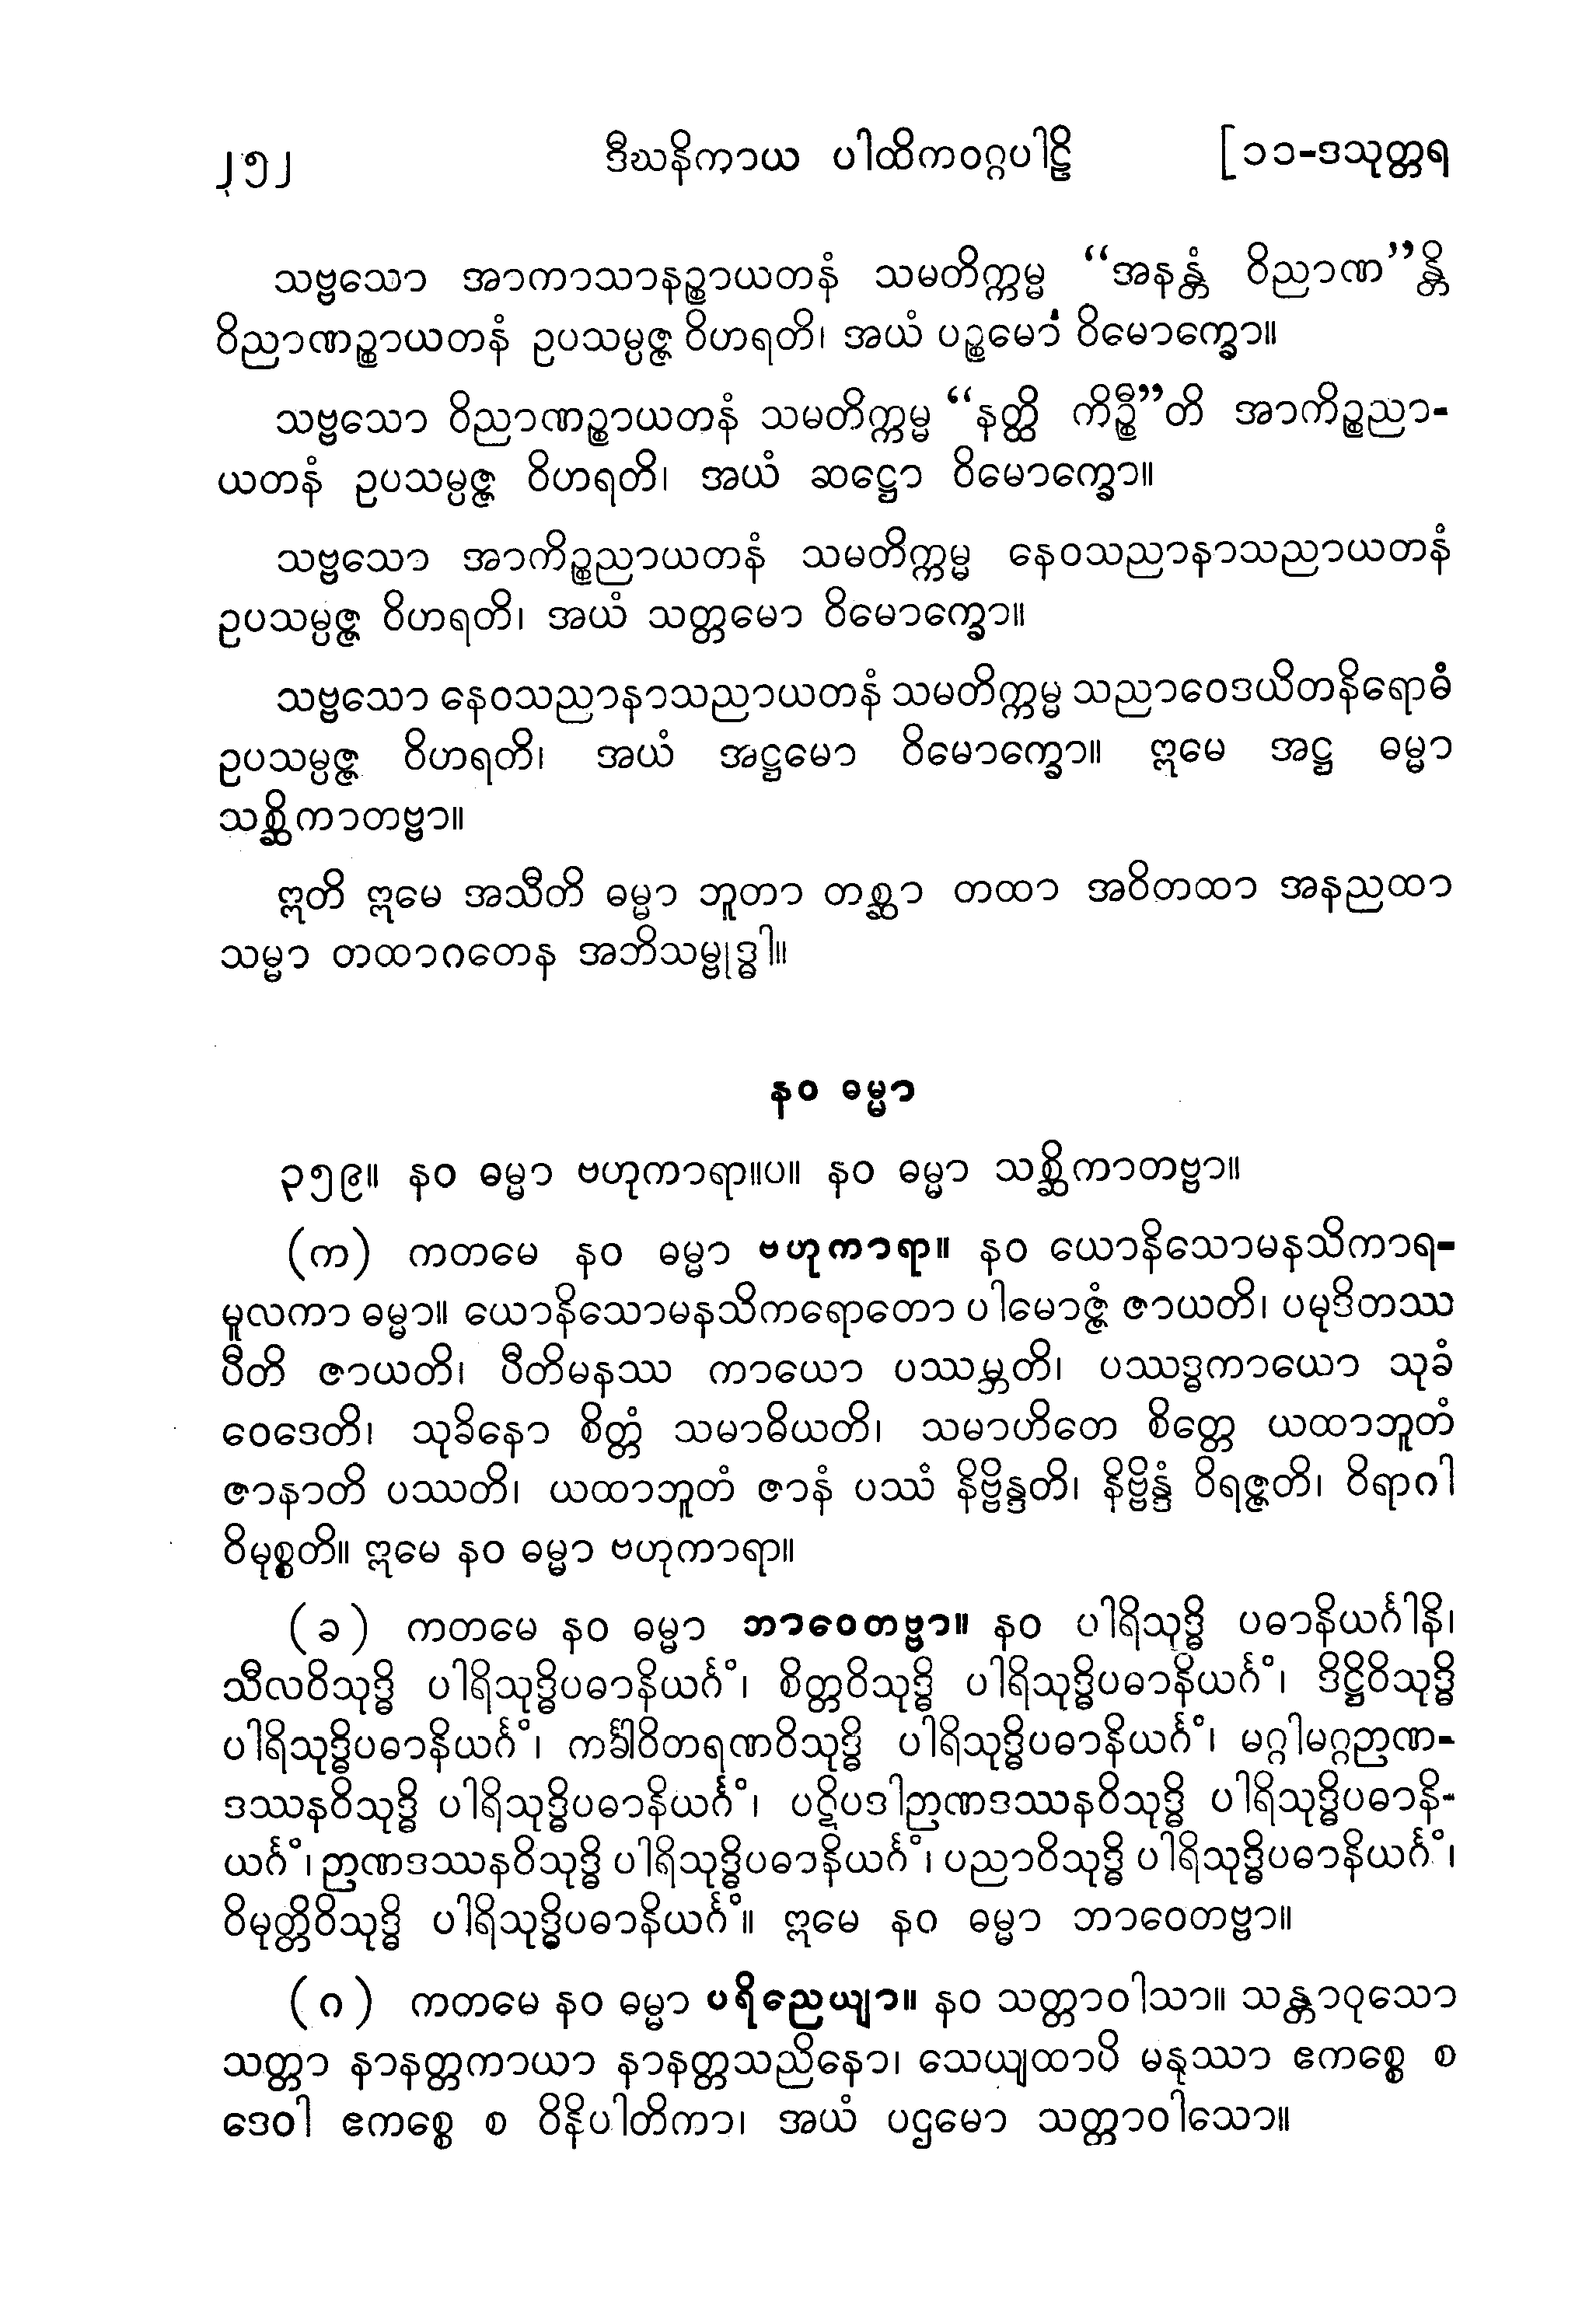 ၂၅၂ ဒီဃနိကာယ ပါထိကဝဂ္ဂပါဠိ [၁၁-ဒသုတ္တရ
သဗ္ဗသော အာကာသာနဉ္စာယတနံ သမတိက္ကမ္မ “အနန္တံ ဝိညာဏ”န္တိ
ဝိညာဏဉ္စာယတနံ ဥပသမ္ပဇ္ဇ ဝိဟရတိ၊ အယံ ပဉ္စမော ဝိမောက္ခော။
သဗ္ဗသော ဝိညာဏဉ္စာယတနံ သမတိက္ကမ္မ “နတ္ထိ ကိဉ္စီ”တိ အာကိဉ္စညာ-
ယတနံ ဥပသမ္ပဇ္ဇ ဝိဟရတိ၊ အယံ ဆဋ္ဌော ဝိမောက္ခော။
သဗ္ဗသော အာကိဉ္စညာယတနံ သမတိက္ကမ္မ နေဝသညာနာသညာယတနံ
ဥပသမ္ပဇ္ဇ ဝိဟရတိ၊ အယံ သတ္တမော ဝိမောက္ခော။
သဗ္ဗသော နေဝသညာနာသညာယတနံ သမတိက္ကမ္မ သညာဝေဒယိတနိရောဓံ
ဥပသမ္ပဇ္ဇ ဝိဟရတိ၊ အယံ အဋ္ဌမော ဝိမောက္ခော။ ဣမေ အဋ္ဌ ဓမ္မာ
သစ္ဆိကာတဗ္ဗာ။
ဣတိ ဣမေ အသီတိ ဓမ္မာ ဘူတာ တစ္ဆာ တထာ အဝိတထာ အနညထာ
သမ္မာ တထာဂတေန အဘိသမ္ဗုဒ္ဓါ။
နဝ ဓမ္မာ
၃၅၉။ နဝ ဓမ္မာ ဗဟုကာရာ။ပ။ နဝ ဓမ္မာ သစ္ဆိကာတဗ္ဗာ။
(က) ကတမေ နဝ ဓမ္မာ ဗဟုကာရာ။ နဝ ယောနိသောမနသိကာရ-
မူလကာ ဓမ္မာ။ ယောနိသောမနသိကရောတော ပါမောဇ္ဇံ ဇာယတိ၊ ပမုဒိတဿ
ပီတိ ဇာယတိ၊ ပီတိမနဿ ကာယော ပဿမ္ဘတိ၊ ပဿဒ္ဓကာယော သုခံ
ဝေဒေတိ၊ သုခိနော စိတ္တံ သမာဓိယတိ၊ သမာဟိတေ စိတ္တေ ယထာဘူတံ
ဇာနာတိ ပဿတိ၊ ယထာဘူတံ ဇာနံ ပဿံ နိဗ္ဗိန္ဒတိ၊ နိဗ္ဗိန္ဒံ ဝိရဇ္ဇတိ၊ ဝိရာဂါ
ဝိမုစ္စတိ။ ဣမေ နဝ ဓမ္မာ ဗဟုကာရာ။
(ခ) ကတမေ နဝ ဓမ္မာ ဘာဝေတဗ္ဗာ။ နဝ ပါရိသုဒ္ဓိ ပဓာနိယင်္ဂါနိ၊
သီလဝိသုဒ္ဓိ ပါရိသုဒ္ဓိပဓာနိယင်္ဂံ၊ စိတ္တဝိသုဒ္ဓိ ပါရိသုဒ္ဓိပဓာနိယင်္ဂံ၊ ဒိဋ္ဌိဝိသုဒ္ဓိ
ပါရိသုဒ္ဓိပဓာနိယင်္ဂံ၊ ကင်္ခါဝိတရဏဝိသုဒ္ဓိ ပါရိသုဒ္ဓိပဓာနိယင်္ဂံ၊ မဂ္ဂါမဂ္ဂဉာဏ-
ဒဿနဝိသုဒ္ဓိ ပါရိသုဒ္ဓိပဓာနိယင်္ဂံ၊ ပဋိပဒါဉာဏဒဿနဝိသုဒ္ဓိ ပါရိသုဒ္ဓိပဓာနိ-
ယင်္ဂံ၊ ဉာဏဒဿနဝိသုဒ္ဓိ ပါရိသုဒ္ဓိပဓာနိယင်္ဂံ၊ ပညာဝိသုဒ္ဓိ ပါရိသုဒ္ဓိပဓာနိယင်္ဂံ၊
ဝိမုတ္တိဝိသုဒ္ဓိ ပါရိသုဒ္ဓိပဓာနိယင်္ဂံ။ ဣမေ နဝ ဓမ္မာ ဘာဝေတဗ္ဗာ။
(ဂ) ကတမေ နဝ ဓမ္မာ ပရိညေယျာ။ နဝ သတ္တာဝါသာ။ သန္တာဝုသော
သတ္တာ နာနတ္တကာယာ နာနတ္တသညိနော၊ သေယျထာပိ မနုဿာ ဧကစ္စေ စ
ဒေဝါ ဧကစ္စေ စ ဝိနိပါတိကာ၊ အယံ ပဌမော သတ္တာဝါသော။